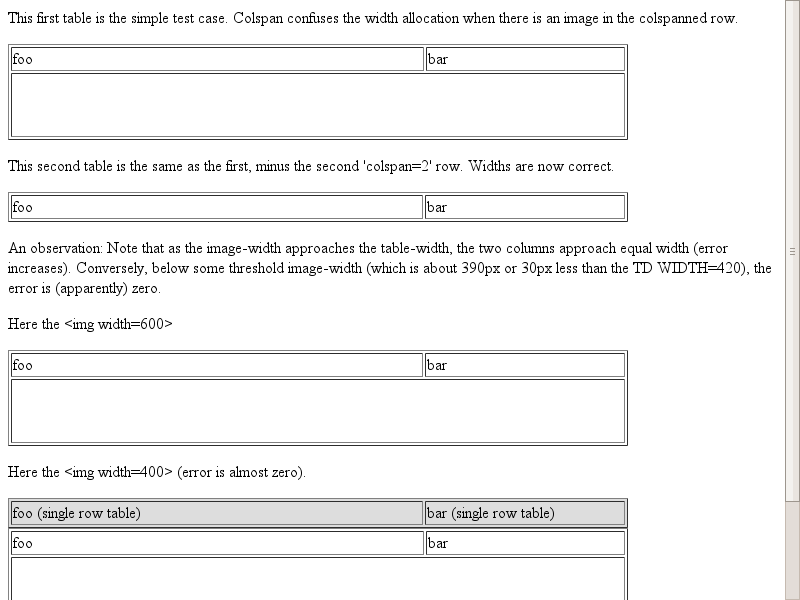 This first table is the simple test case. Colspan confuses the width allocation when there is an image in the colspanned row.
foo bar
This second table is the same as the first, minus the second 'colspan=2' row. Widths are now correct.
foo bar
An observation: Note that as the image-width approaches the table-width, the two columns approach equal width (error
increases). Conversely, below some threshold image-width (which is about 390px or 30px less than the TD WIDTH=420), the
error is (apparently) zero.
Here the <img width=600>
foo bar
Here the <img width=400> (error is almost zero).
foo (single row table) bar (single row table)
foo bar